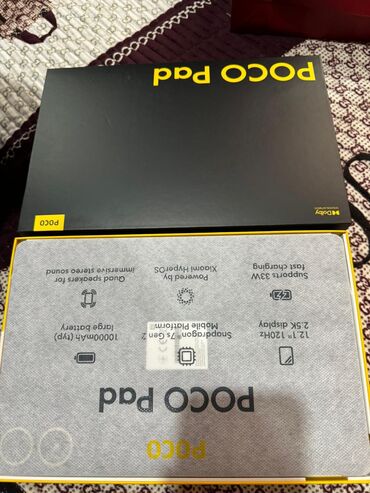 POCO Pad
Dolby
POCO
POCO
POCO Pad
12.1" 120Hz
2.5K display
Snapdragon® 7s Gen 2
Mobile Platform
10000mAh (typ)
large battery
Supports 33W
fast charging
Powered by
Xiaomi HyperOS
Quad speakers for
immersive stereo sound